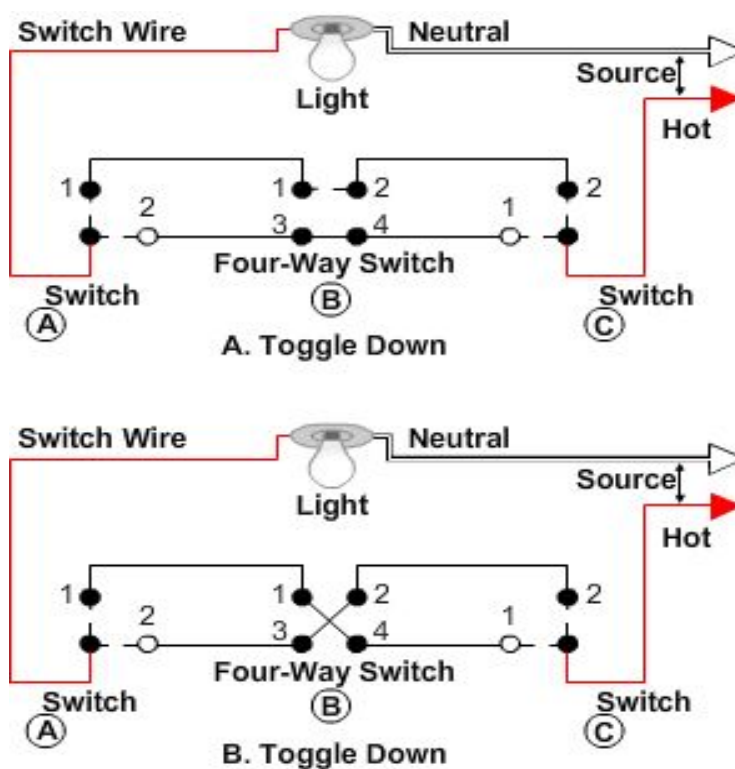 Switch Wire
Neutral
Source
Light
Hot
1 1 2 2
2 3 4 1
Four-Way Switch
Switch Switch
A B C
A. Toggle Down
Switch Wire
Neutral
Source
Light
Hot
1 1 2 2
2 3 4 1
Four-Way Switch
Switch Switch
A B C
B. Toggle Down